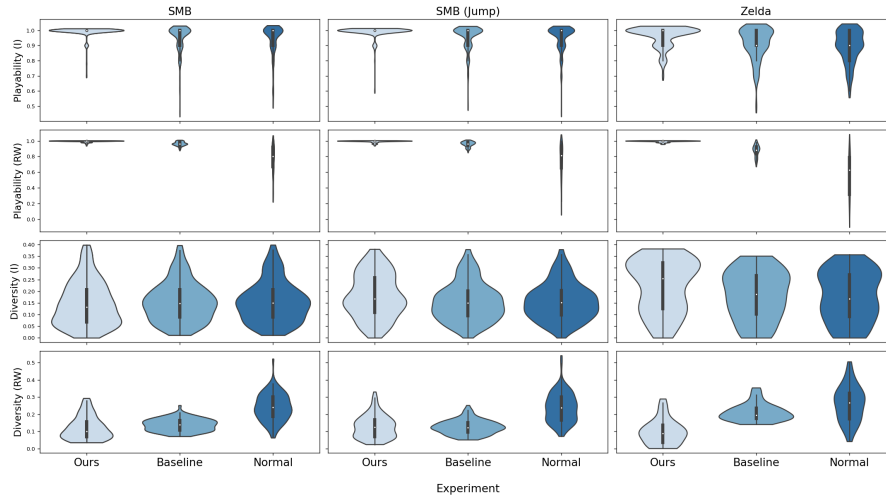 SMB
SMB (Jump)
Zelda
Playability (I)
1.0
0.9
0.8
0.7
0.6
0.5
Playability (RW)
1.0
0.8
0.6
0.4
0.2
0.0
Diversity (I)
0.40
0.35
0.30
0.25
0.20
0.15
0.10
0.05
0.00
Diversity (RW)
0.5
0.4
0.3
0.2
0.1
0.0
Ours Baseline Normal
Ours Baseline Normal
Ours Baseline Normal
Experiment